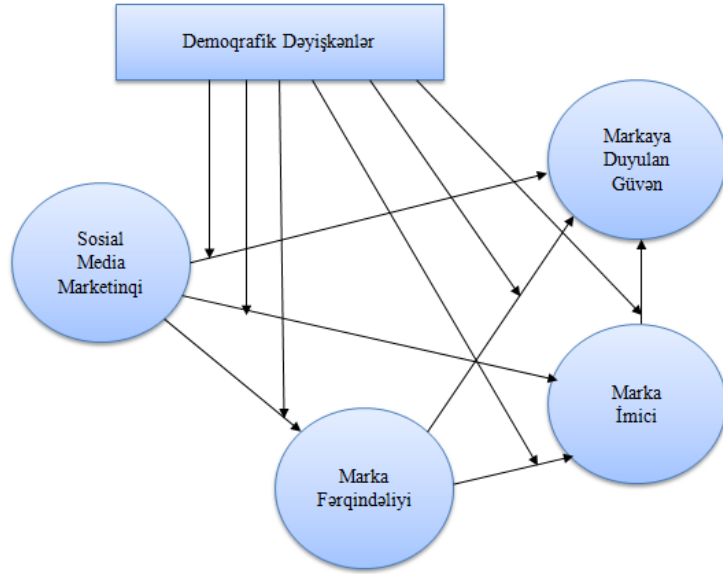 Demoqrafik Dəyişkənlər
Markaya
Duyulan
Güvən
Sosial
Media
Marketinqi
Marka
İmici
Marka
Fərqindəliyi